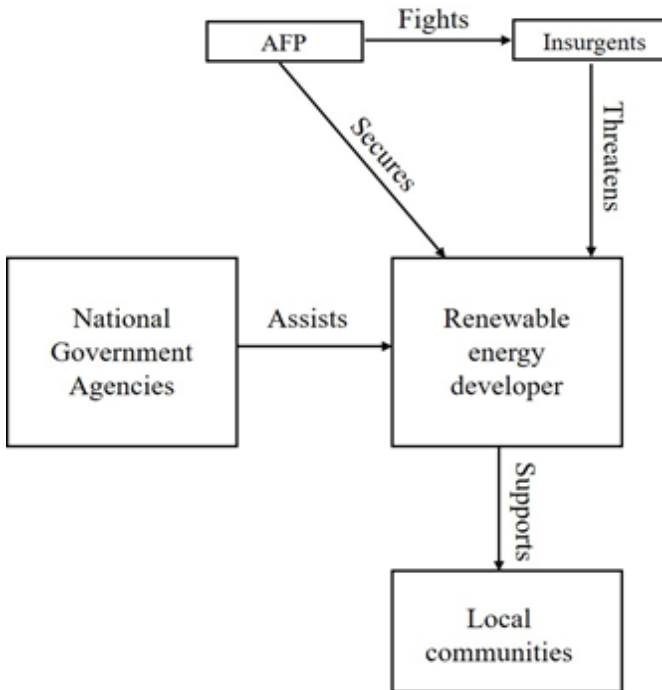 Fights
AFP
Insurgents
Secures
Threatens
National
Government
Agencies
Assists
Renewable
energy
developer
Supports
Local
communities